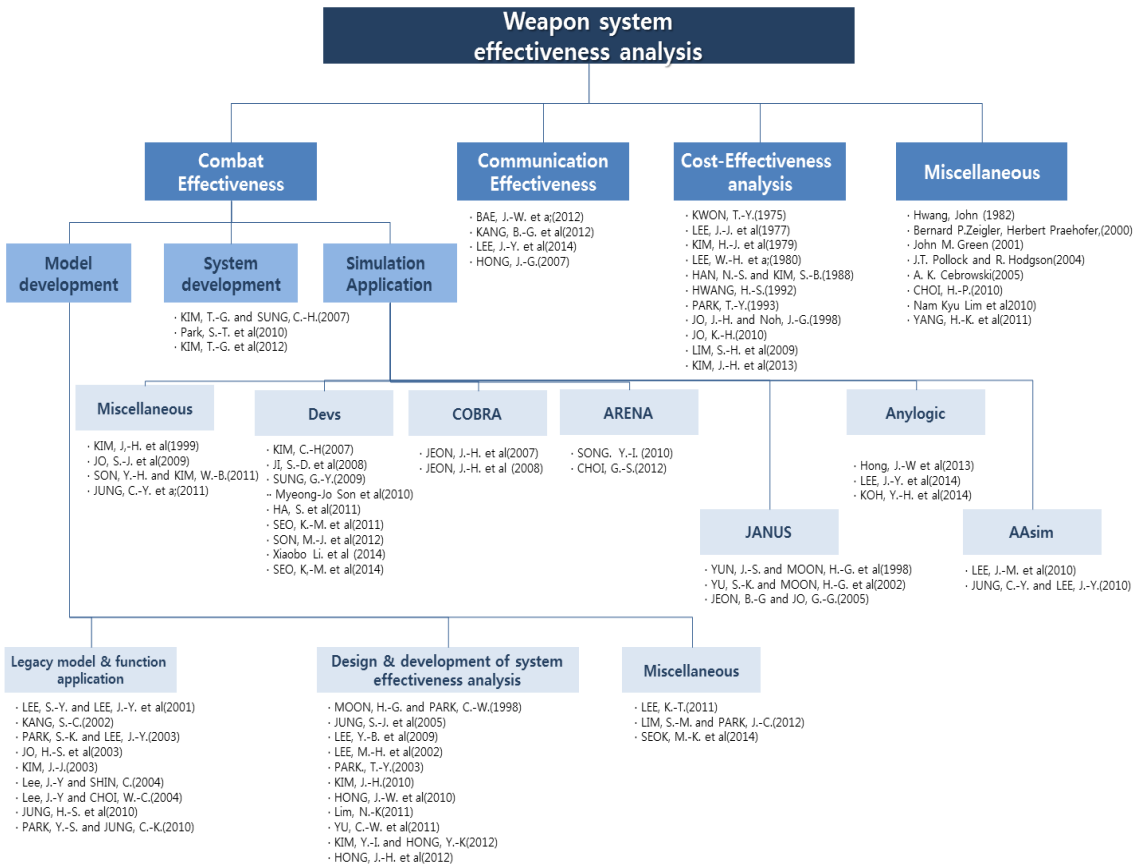 Weapon system
effectiveness analysis
Combat
Effectiveness
Communication
Effectiveness
Cost-Effectiveness
analysis
Miscellaneous
· BAE, J.-W. et a;(2012)
· KANG, B.-G. et al(2012)
· LEE, J.-Y. et al(2014)
· HONG, J.-G.(2007)
· KWON, T.-Y.(1975)
· LEE, J.-J. et al(1977)
· KIM, H.-J. et al(1979)
· LEE, W.-H. et a;(1980)
· HAN, N.-S. and KIM, S.-B.(1988)
· HWANG, H.-S.(1992)
· PARK, T.-Y.(1993)
· JO, J.-H. and Noh, J.-G.(1998)
· JO, K.-H.(2010)
· LIM, S.-H. et al(2009)
· KIM, J.-H. et al(2013)
· Hwang, John (1982)
· Bernard P.Zeigler, Herbert Praehofer,(2000)
· John M. Green (2001)
· J.T. Pollock and R. Hodgson(2004)
· A. K. Cebrowski(2005)
· CHOI, H.-P.(2010)
· Nam Kyu Lim et al2010)
· YANG, H.-K. et al(2011)
Model
development
System
development
Simulation
Application
· KIM, T.-G. and SUNG, C.-H.(2007)
· Park, S.-T. et al(2010)
· KIM, T.-G. et al(2012)
Miscellaneous
· KIM, J,-H. et al(1999)
· JO, S.-J. et al(2009)
· SON, Y.-H. and KIM, W.-B.(2011)
· JUNG, C.-Y. et a;(2011)
Devs
· KIM, C.-H(2007)
· JI, S.-D. et al(2008)
· SUNG, G.-Y.(2009)
·- Myeong-Jo Son et al(2010)
· HA, S. et al(2011)
· SEO, K.-M. et al(2011)
· SON, M.-J. et al(2012)
· Xiaobo Li. et al (2014)
· SEO, K,-M. et al(2014)
COBRA
· JEON, J.-H. et al(2007)
· JEON, J.-H. et al (2008)
ARENA
· SONG. Y.-I. (2010)
· CHOI, G.-S.(2012)
Anylogic
· Hong, J.-W et al(2013)
· LEE, J.-Y. et al(2014)
· KOH, Y.-H. et al(2014)
JANUS
· YUN, J.-S. and MOON, H.-G. et al(1998)
· YU, S.-K. and MOON, H.-G. et al(2002)
· JEON, B.-G and JO, G.-G.(2005)
AAsim
· LEE, J.-M. et al(2010)
· JUNG, C.-Y. and LEE, J.-Y.(2010)
Legacy model & function
application
· LEE, S.-Y. and LEE, J.-Y. et al(2001)
· KANG, S.-C.(2002)
· PARK, S.-K. and LEE, J.-Y.(2003)
· JO, H.-S. et al(2003)
· KIM, J.-J.(2003)
· Lee, J.-Y and SHIN, C.(2004)
· Lee, J.-Y and CHOI, W.-C.(2004)
· JUNG, H.-S. et al(2010)
· PARK, Y.-S. and JUNG, C.-K.(2010)
Design & development of system
effectiveness analysis
· MOON, H.-G. and PARK, C.-W.(1998)
· JUNG, S.-J. et al(2005)
· LEE, Y.-B. et al(2009)
· LEE, M.-H. et al(2002)
· PARK., T.-Y.(2003)
· KIM, J.-H.(2010)
· HONG, J.-W. et al(2010)
· Lim, N.-K(2011)
· YU, C.-W. et al(2011)
· KIM, Y.-I. and HONG, Y.-K(2012)
· HONG, J.-H. et al(2012)
Miscellaneous
· LEE, K.-T.(2011)
· LIM, S.-M. and PARK, J.-C.(2012)
· SEOK, M.-K. et al(2014)